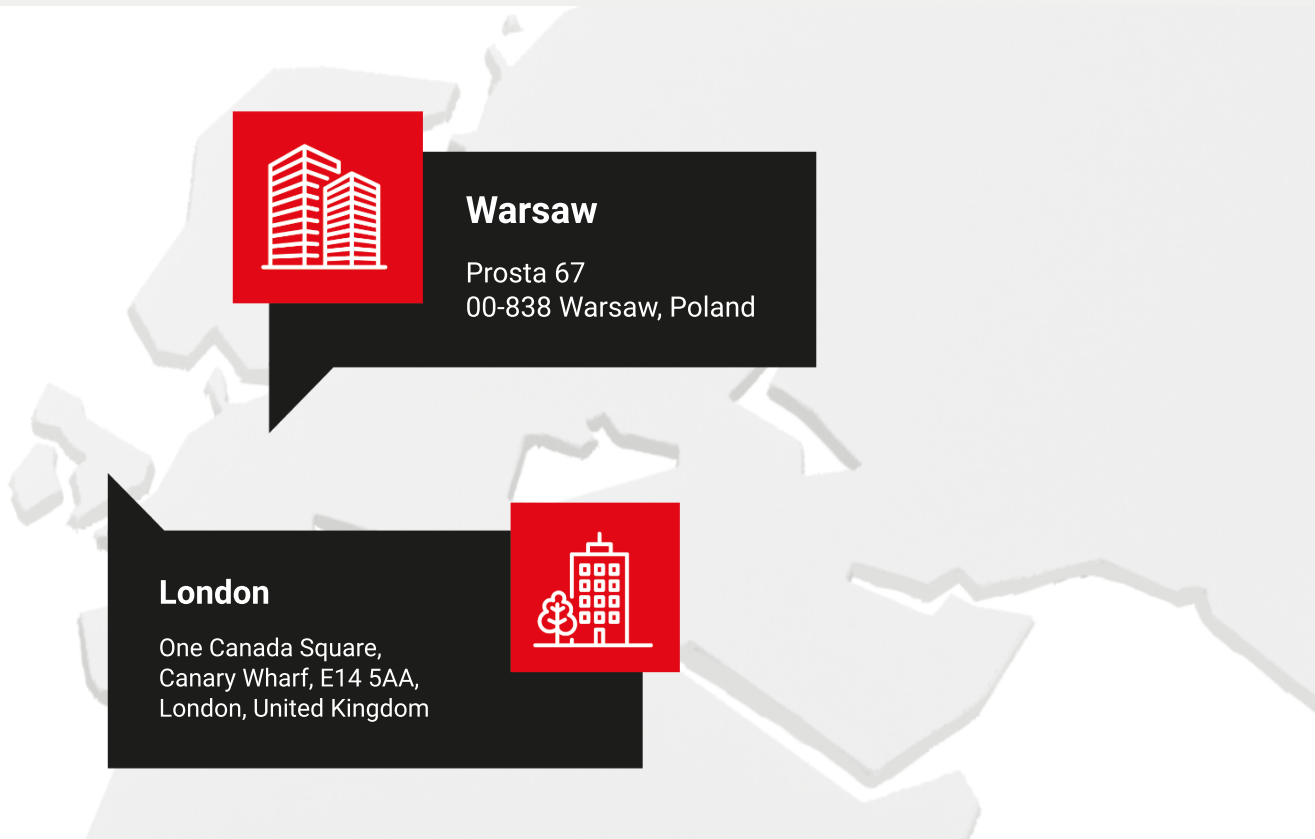 Warsaw
Prosta 67
00-838 Warsaw, Poland
London
One Canada Square,
Canary Wharf, E14 5AA,
London, United Kingdom